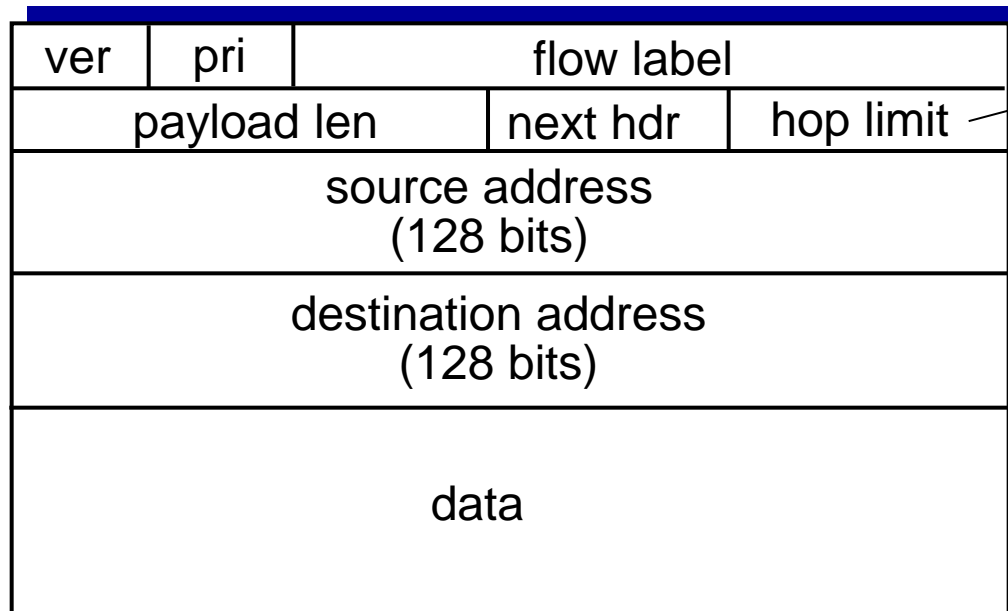 ver pri flow label
payload len next hdr hop limit
source address
(128 bits)
destination address
(128 bits)
data